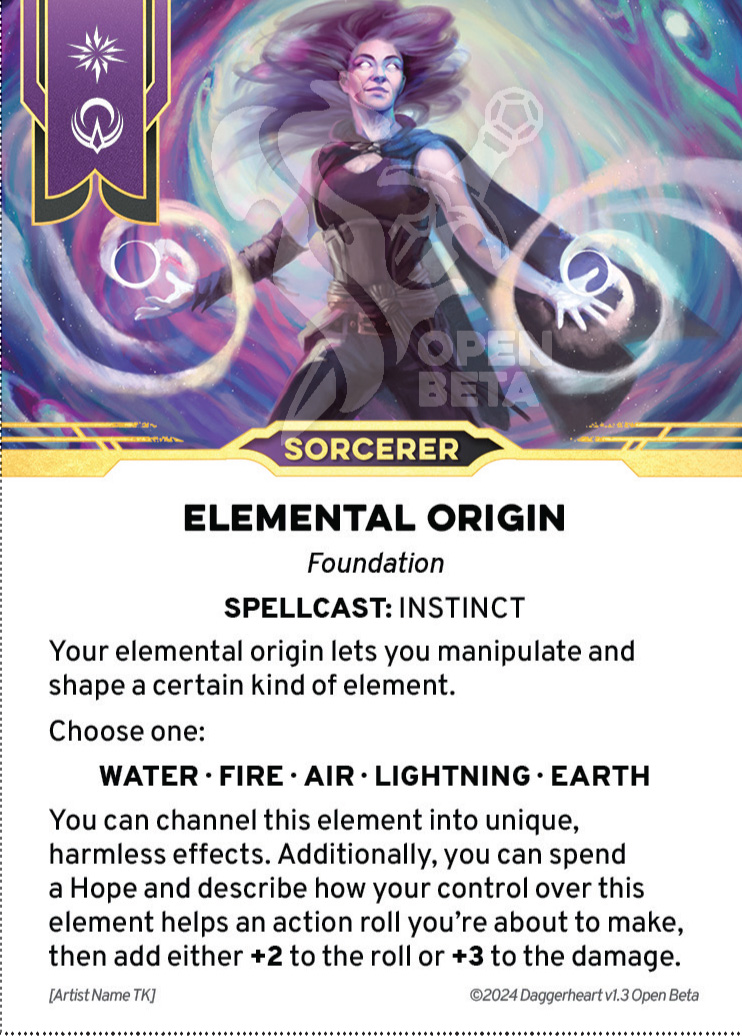 OPEN
BETA
SORCERER
ELEMENTAL ORIGIN
Foundation
SPELLCAST: INSTINCT
Your elemental origin lets you manipulate and
shape a certain kind of element.
Choose one:
WATER · FIRE · AIR · LIGHTNING · EARTH
You can channel this element into unique,
harmless effects. Additionally, you can spend
a Hope and describe how your control over this
element helps an action roll you’re about to make,
then add either +2 to the roll or +3 to the damage.
[Artist Name TK]
©2024 Daggerheart v1.3 Open Beta